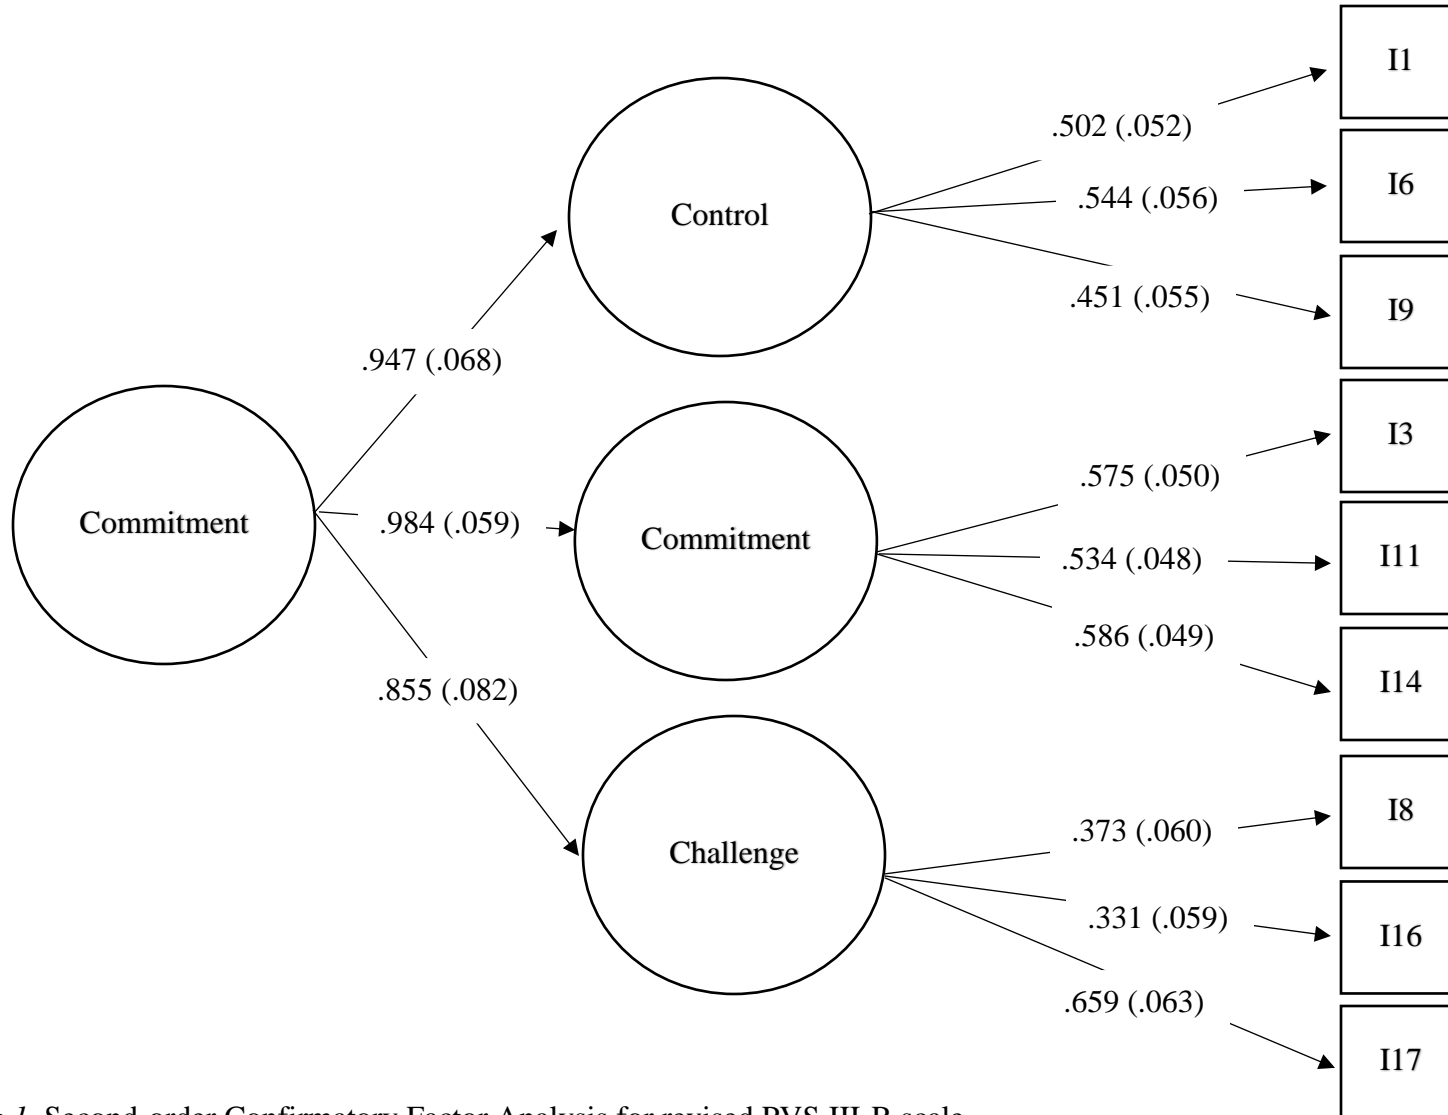 I1
.502 (.052)
I6
.544 (.056)
Control
I9
.451 (.055)
.947 (.068)
I3
.575 (.050)
Commitment
.984 (.059)
Commitment
I11
.534 (.048)
.586 (.049)
I14
.855 (.082)
I8
.373 (.060)
Challenge
.331 (.059)
I16
.659 (.063)
I17
1. Second-order Confirmatory Factor Analysis for revised PVS-III-R scale